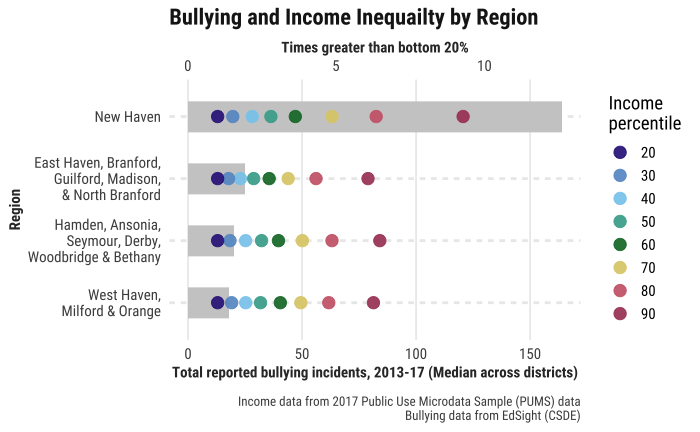 Bullying and Income Inequailty by Region
Times greater than bottom 20%
0 5 10
Region
New Haven
East Haven, Branford,
Guilford, Madison,
& North Branford
Hamden, Ansonia,
Seymour, Derby,
Woodbridge & Bethany
West Haven,
Milford & Orange
0 50 100 150
Total reported bullying incidents, 2013-17 (Median across districts)
Income
percentile
20
30
40
50
60
70
80
90
Income data from 2017 Public Use Microdata Sample (PUMS) data
Bullying data from EdSight (CSDE)